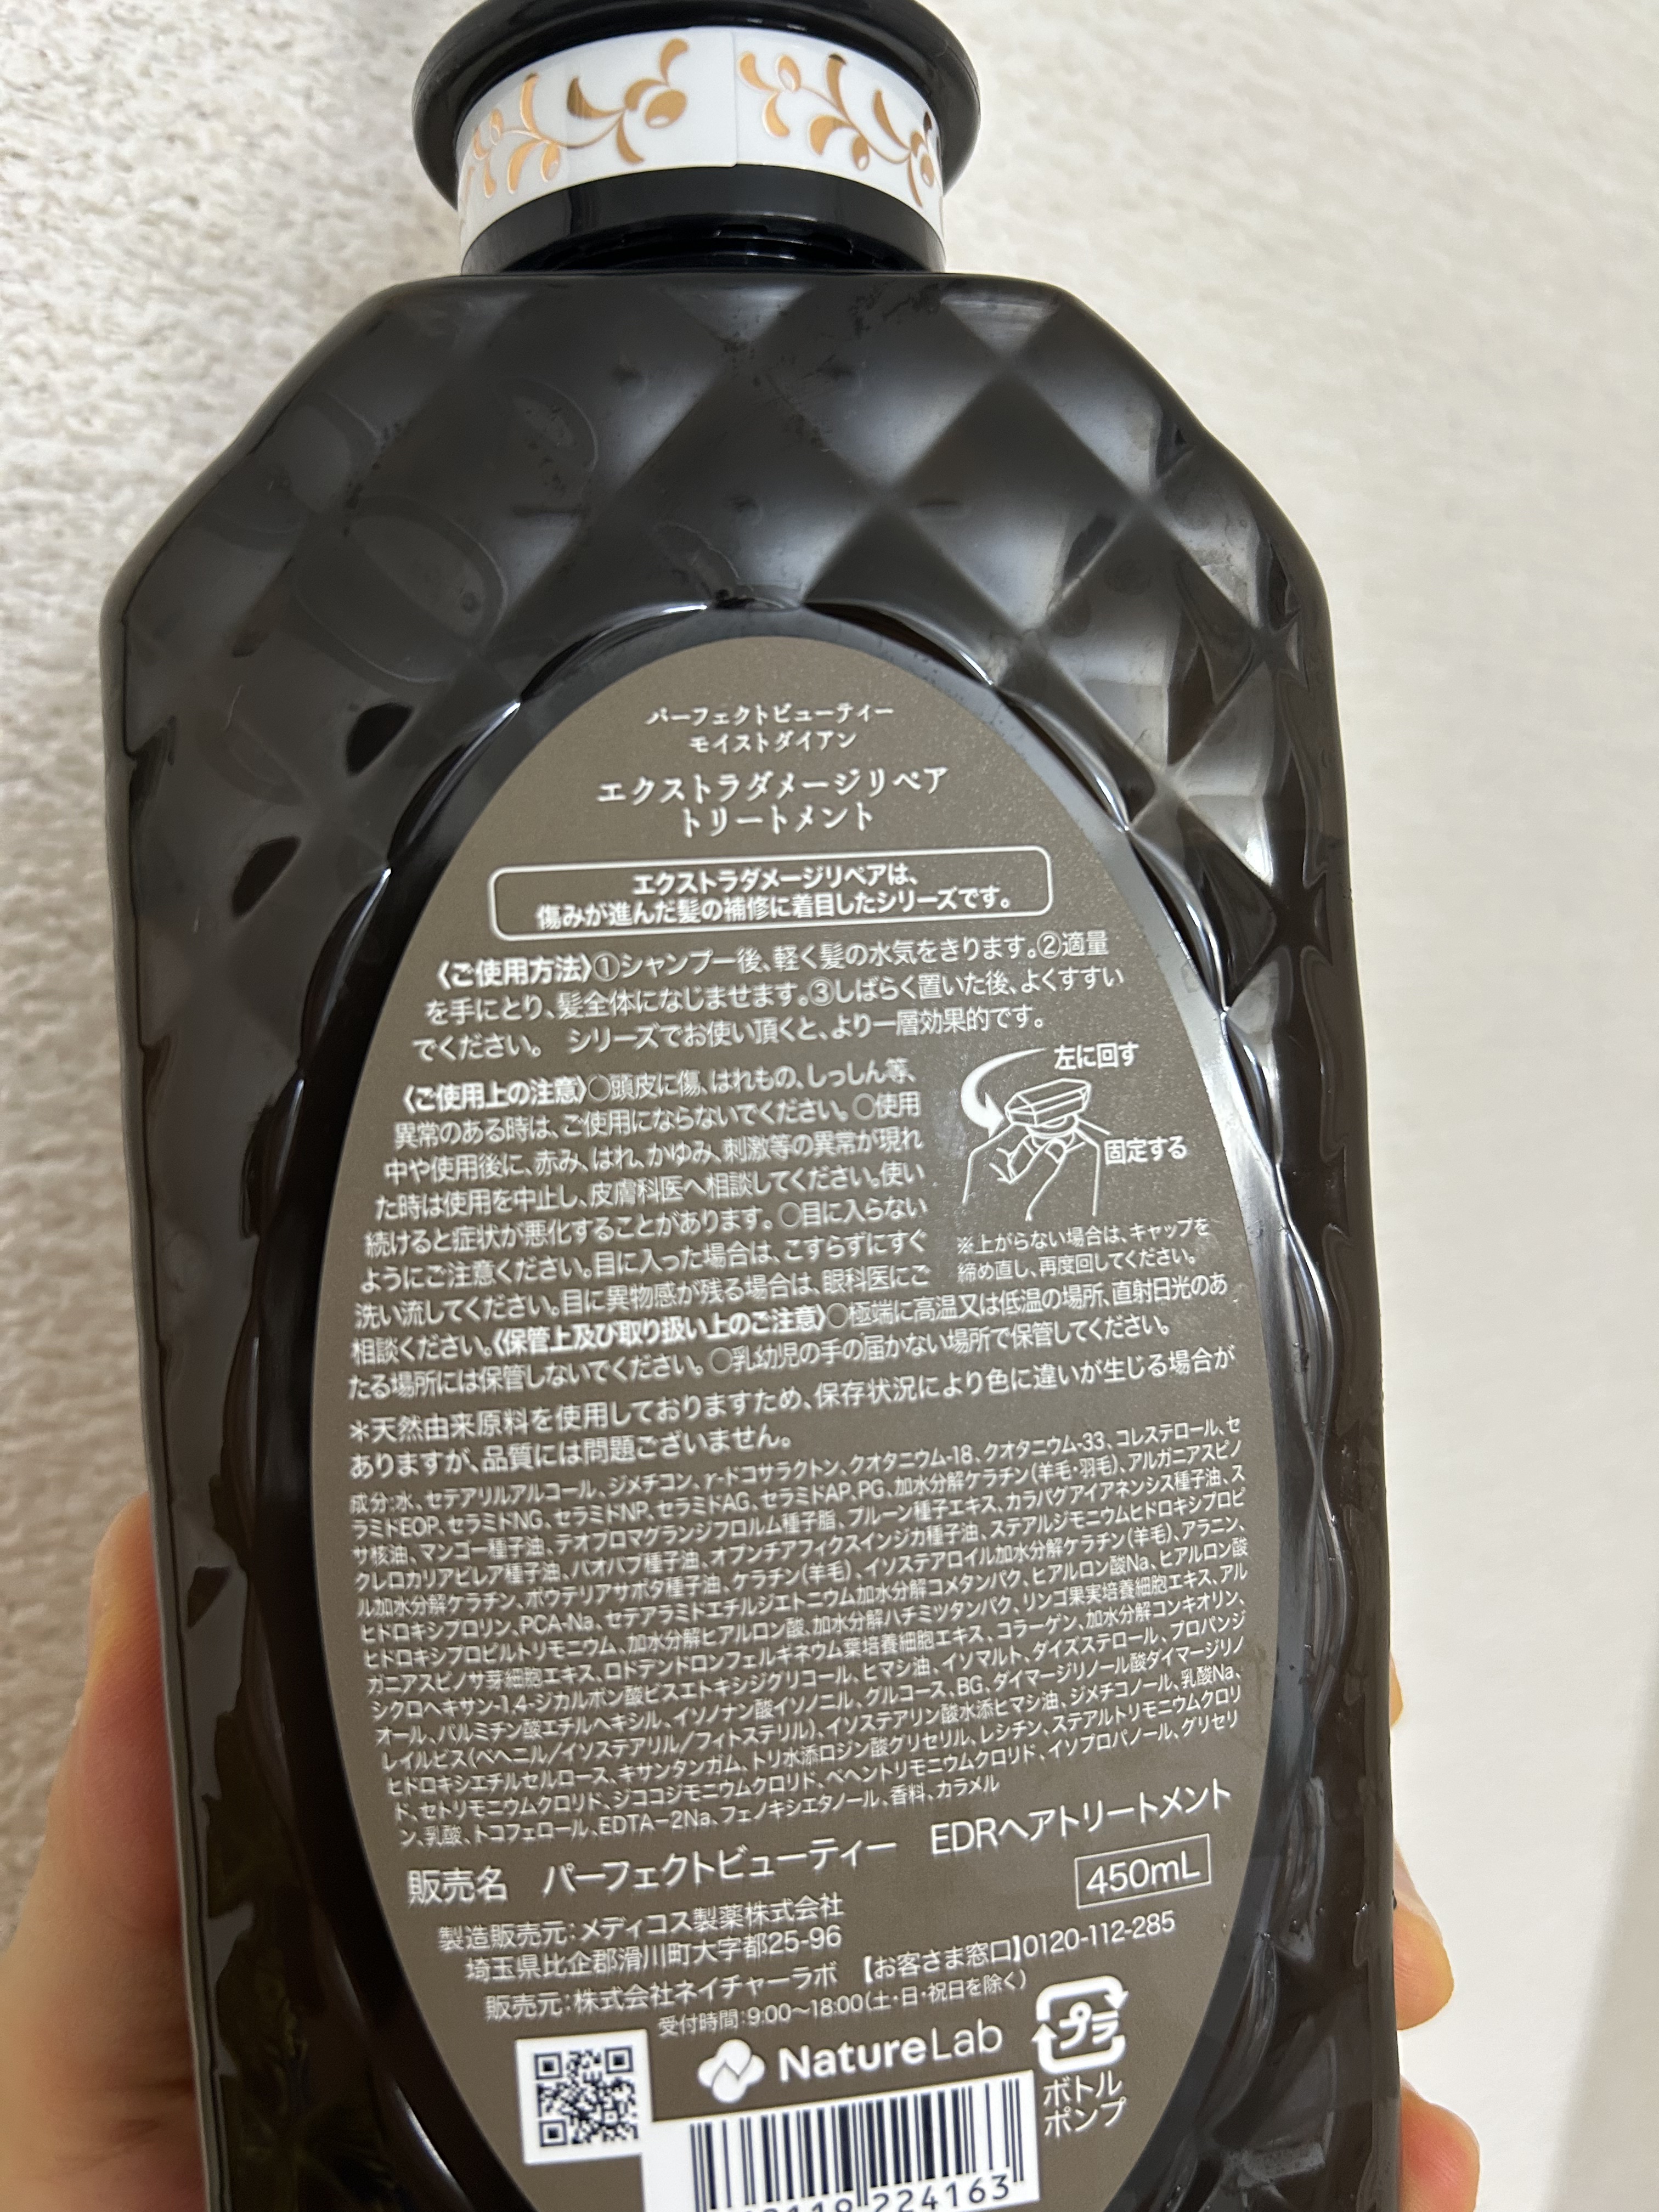 パーフェクトビューティー
モイストダイアン
エクストラダメージリペア
トリートメント
エクストラダメージリペアは、
傷みが進んだ髪の補修に着目したシリーズです。
〈ご使用方法〉①シャンプー後、軽く髪の水気をきります。②適量
を手にとり、髪全体になじませます。③しばらく置いた後、よくすすい
でください。 シリーズでお使い頂くと、より一層効果的です。
〈ご使用上の注意〉○頭皮に傷、はれもの、しっしん等、
異常のある時は、ご使用にならないでください。○使用
中や使用後に、赤み、はれ、かゆみ、刺激等の異常が現れ
た時は使用を中止し、皮膚科医へ相談してください。使い
続けると症状が悪化することがあります。○目に入らない
ようにご注意ください。目に入った場合は、こすらずにすぐ
洗い流してください。目に異物感が残る場合は、眼科医にご
相談ください。〈保管上及び取り扱い上のご注意〉○極端に高温又は低温の場所、直射日光のあ
たる場所には保管しないでください。○乳幼児の手の届かない場所で保管してください。
左に回す
固定する
※上がらない場合は、キャップを
締め直し、再度回してください。
＊天然由来原料を使用しておりますため、保存状況により色に違いが生じる場合が
ありますが、品質には問題ございません。
成分:水、セテアリルアルコール、ジメチコン、γ-ドコサラクトン、クオタニウム-18、クオタニウム-33、コレステロール、セ
ラミドEOP、セラミドNG、セラミドNP、セラミドAG、セラミドAP、PG、加水分解ケラチン(羊毛・羽毛)、アルガニアスピノ
サ核油、マンゴー種子油、テオブロマグランジフロルム種子脂、プルーン種子エキス、カラパグアイアネンシス種子油、ス
クレロカリアビレア種子油、バオバブ種子油、オプンチアフィクスインジカ種子油、ステアルジモニウムヒドロキシプロピ
ル加水分解ケラチン、ポウテリアサポタ種子油、ケラチン(羊毛)、イソステアロイル加水分解ケラチン(羊毛)、アラニン、
ヒドロキシプロリン、PCA-Na、セテアラミドエチルジエトニウム加水分解コメタンパク、ヒアルロン酸Na、ヒアルロン酸
ヒドロキシプロピルトリモニウム、加水分解ヒアルロン酸、加水分解ハチミツタンパク、リンゴ果実培養細胞エキス、アル
ガニアスピノサ芽細胞エキス、ロドデンドロンフェルギネウム葉培養細胞エキス、コラーゲン、加水分解コンキオリン、
シクロヘキサン-1,4-ジカルボン酸ビスエトキシジグリコール、ヒマシ油、イソマルト、ダイズステロール、プロパンジ
オール、パルミチン酸エチルヘキシル、イソノナン酸イソノニル、グルコース、BG、ダイマージリノール酸ダイマージリノ
レイルビス(ベヘニル/イソステアリル/フィトステリル)、イソステアリン酸水添ヒマシ油、ジメチコノール、乳酸Na、
ヒドロキシエチルセルロース、キサンタンガム、トリ水添ロジン酸グリセリル、レシチン、ステアルトリモニウムクロリ
ド、セトリモニウムクロリド、ジココジモニウムクロリド、ベヘントリモニウムクロリド、イソプロパノール、グリセリ
ン、乳酸、トコフェロール、EDTA-2Na、フェノキシエタノール、香料、カラメル
販売名 パーフェクトビューティー EDRヘアトリートメント
450mL
製造販売元：メディコス製薬株式会社
埼玉県比企郡滑川町大字都25-96
販売元：株式会社ネイチャーラボ 【お客さま窓口】0120-112-285
受付時間：9:00〜18:00(土・日・祝日を除く)
NatureLab
プラ
ボトル
ポンプ
224163